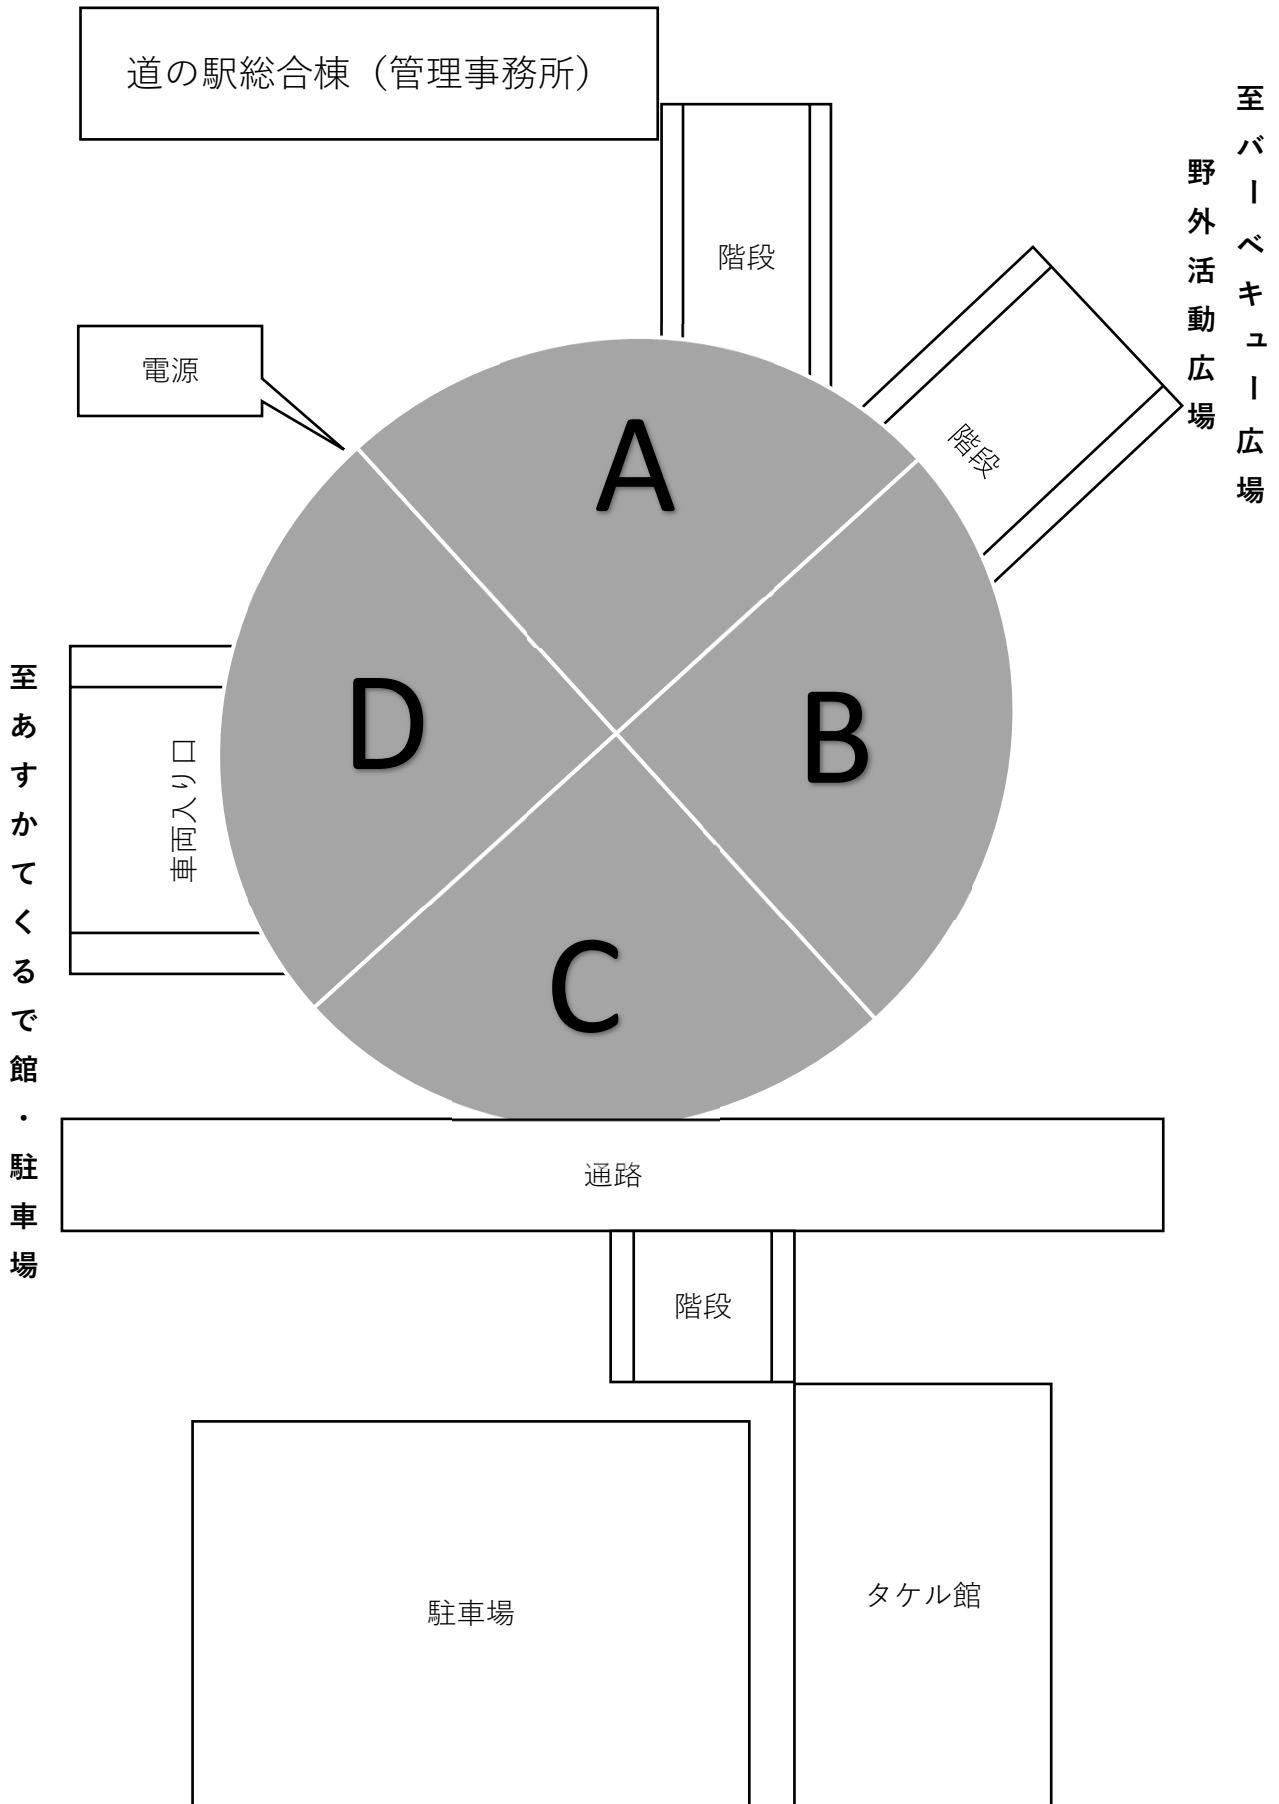 道の駅総合棟（管理事務所）
至バーベキュー広場
野外活動広場
階段
階段
電源
A
B
C
D
車両入り口
至あすかてくるで館・駐車場
通路
階段
駐車場
タケル館